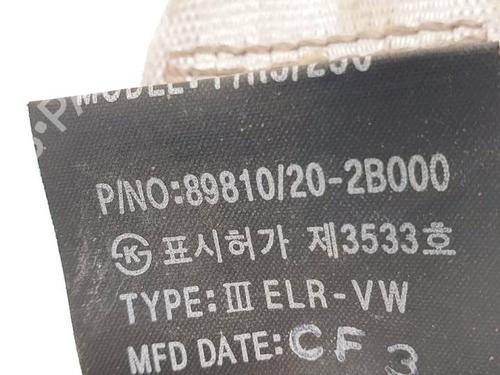 P/NO:89810/20-2B000
표시허가 제3533호
TYPE:Ⅲ ELR-VW
MFD DATE: CF 3